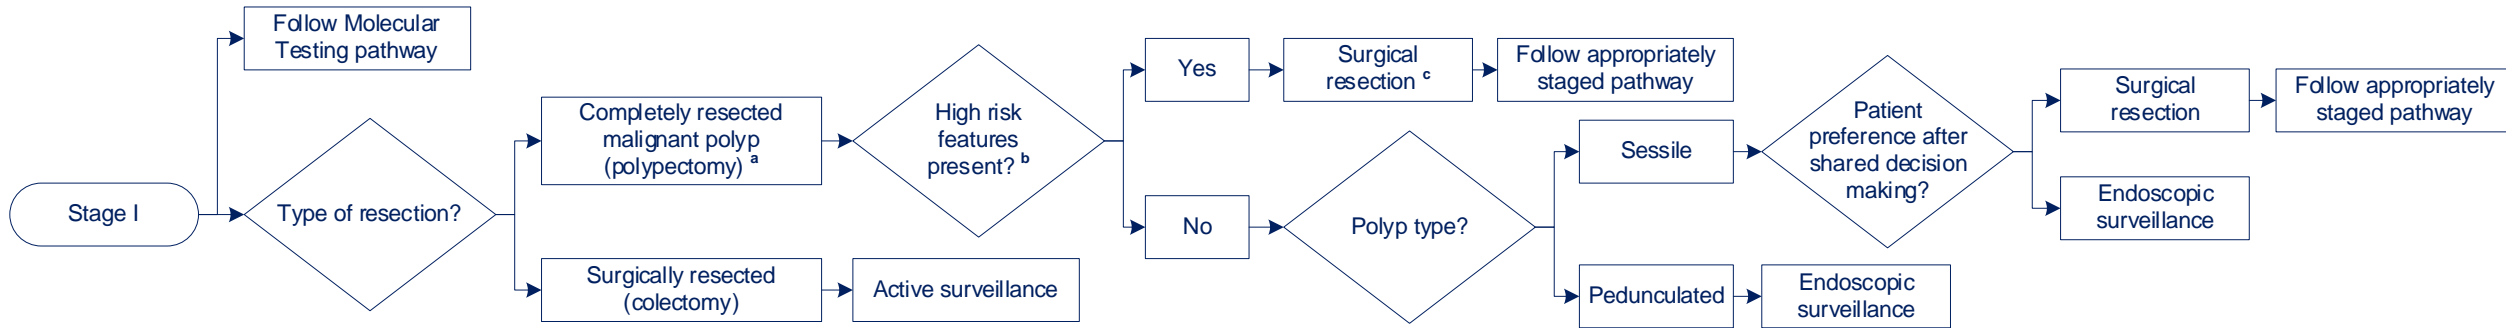 Follow Molecular
Testing pathway
Stage I
Type of resection?
Completely resected
malignant polyp
(polypectomy) a
Surgically resected
(colectomy)
Active surveillance
High risk
features
present? b
Yes
Surgical
resection c
Follow appropriately
staged pathway
No
Polyp type?
Sessile
Patient
preference after
shared decision
making?
Surgical
resection
Follow appropriately
staged pathway
Endoscopic
surveillance
Pedunculated
Endoscopic
surveillance